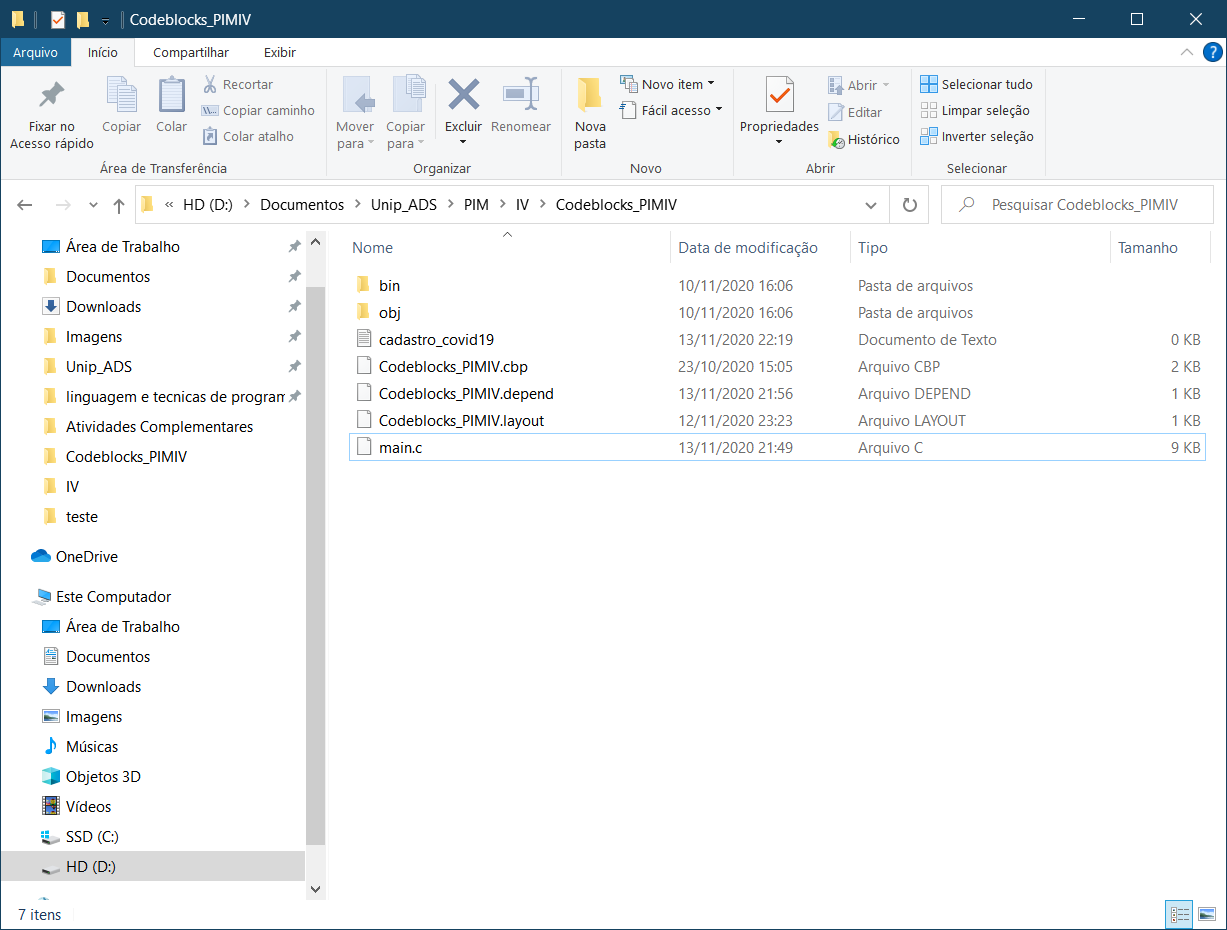 Codeblocks_PIMIV
Arquivo Início Compartilhar Exibir
Fixar no
Acesso rápido
Copiar
Colar
Recortar
Copiar caminho
Colar atalho
Área de Transferência
Mover
para
Copiar
para
Excluir
Renomear
Organizar
Nova
pasta
Novo item
Fácil acesso
Novo
Propriedades
Abrir
Editar
Histórico
Abrir
Selecionar tudo
Limpar seleção
Inverter seleção
Selecionar
« HD (D:) > Documentos > Unip_ADS > PIM > IV > Codeblocks_PIMIV
Pesquisar Codeblocks_PIMIV
Área de Trabalho
Documentos
Downloads
Imagens
Unip_ADS
linguagem e tecnicas de program
Atividades Complementares
Codeblocks_PIMIV
IV
teste
OneDrive
Este Computador
Área de Trabalho
Documentos
Downloads
Imagens
Músicas
Objetos 3D
Vídeos
SSD (C:)
HD (D:)
Nome Data de modificação Tipo Tamanho
bin 10/11/2020 16:06 Pasta de arquivos
obj 10/11/2020 16:06 Pasta de arquivos
cadastro_covid19 13/11/2020 22:19 Documento de Texto 0 KB
Codeblocks_PIMIV.cbp 23/10/2020 15:05 Arquivo CBP 2 KB
Codeblocks_PIMIV.depend 13/11/2020 21:56 Arquivo DEPEND 1 KB
Codeblocks_PIMIV.layout 12/11/2020 23:23 Arquivo LAYOUT 1 KB
main.c 13/11/2020 21:49 Arquivo C 9 KB
7 itens